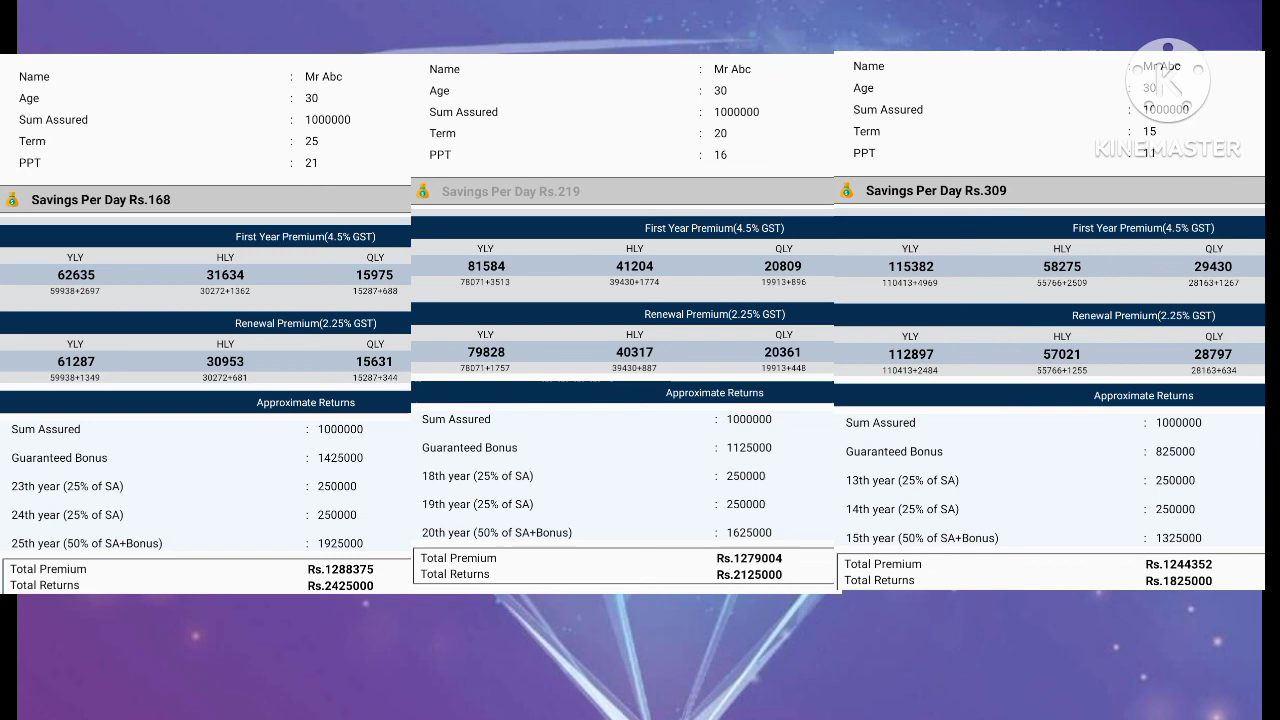 Name : Mr Abc
Age : 30
Sum Assured : 1000000
Term : 25
PPT : 21
💰 Savings Per Day Rs.168
First Year Premium(4.5% GST)
YLY HLY QLY
62635 31634 15975
59938+2697 30272+1362 15287+688
Renewal Premium(2.25% GST)
YLY HLY QLY
61287 30953 15631
59938+1349 30272+681 15287+344
Approximate Returns
Sum Assured : 1000000
Guaranteed Bonus : 1425000
23th year (25% of SA) : 250000
24th year (25% of SA) : 250000
25th year (50% of SA+Bonus) : 1925000
Total Premium Rs.1288375
Total Returns Rs.2425000
Name : Mr Abc
Age : 30
Sum Assured : 1000000
Term : 20
PPT : 16
💰 Savings Per Day Rs.219
First Year Premium(4.5% GST)
YLY HLY QLY
81584 41204 20809
78071+3513 39430+1774 19913+896
Renewal Premium(2.25% GST)
YLY HLY QLY
79828 40317 20361
78071+1757 39430+887 19913+448
Approximate Returns
Sum Assured : 1000000
Guaranteed Bonus : 1125000
18th year (25% of SA) : 250000
19th year (25% of SA) : 250000
20th year (50% of SA+Bonus) : 1625000
Total Premium Rs.1279004
Total Returns Rs.2125000
Name : Mr Abc
Age : 30
Sum Assured : 1000000
Term : 15
PPT : 11
💰 Savings Per Day Rs.309
First Year Premium(4.5% GST)
YLY HLY QLY
115382 58275 29430
110413+4969 55766+2509 28163+1267
Renewal Premium(2.25% GST)
YLY HLY QLY
112897 57021 28797
110413+2484 55766+1255 28163+634
Approximate Returns
Sum Assured : 1000000
Guaranteed Bonus : 825000
13th year (25% of SA) : 250000
14th year (25% of SA) : 250000
15th year (50% of SA+Bonus) : 1325000
Total Premium Rs.1244352
Total Returns Rs.1825000
K
KINEMASTER